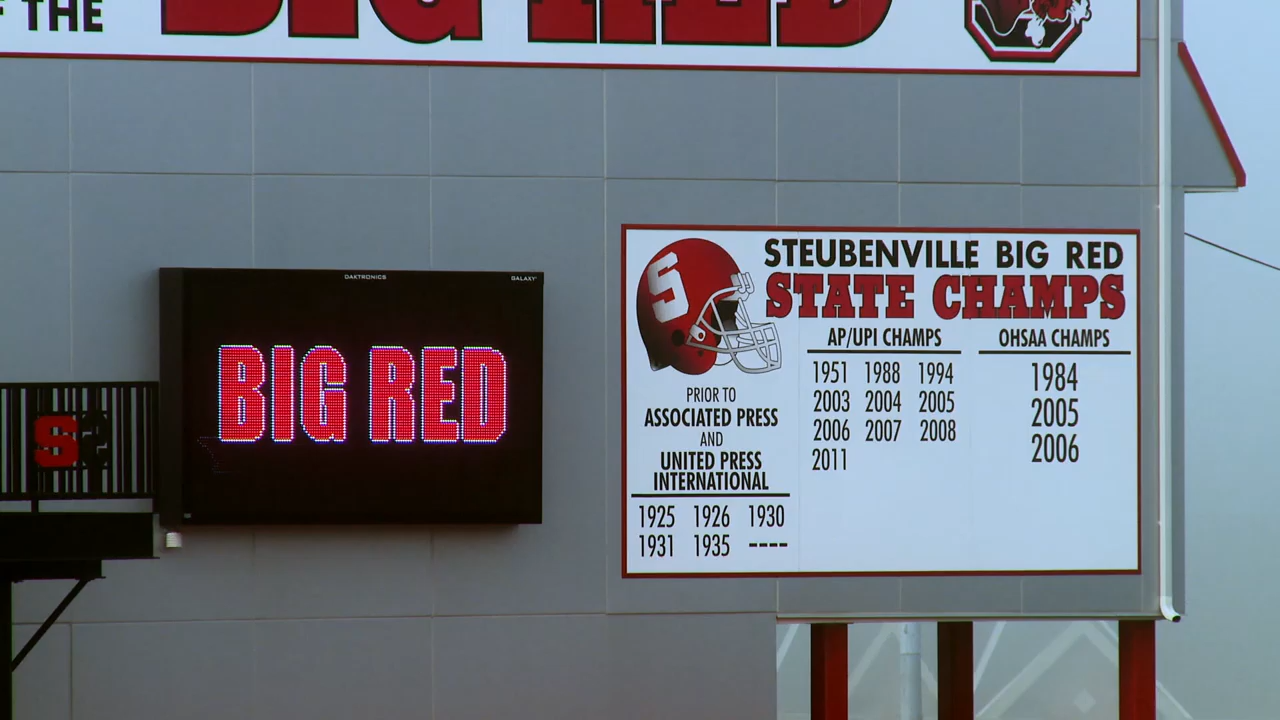 F THE BIG RED
DAKTRONICS GALAXY
BIG RED
S
STEUBENVILLE BIG RED
STATE CHAMPS
PRIOR TO
ASSOCIATED PRESS
AND
UNITED PRESS
INTERNATIONAL
1925 1926 1930
1931 1935 ----
AP/UPI CHAMPS
1951 1988 1994
2003 2004 2005
2006 2007 2008
2011
OHSAA CHAMPS
1984
2005
2006
S